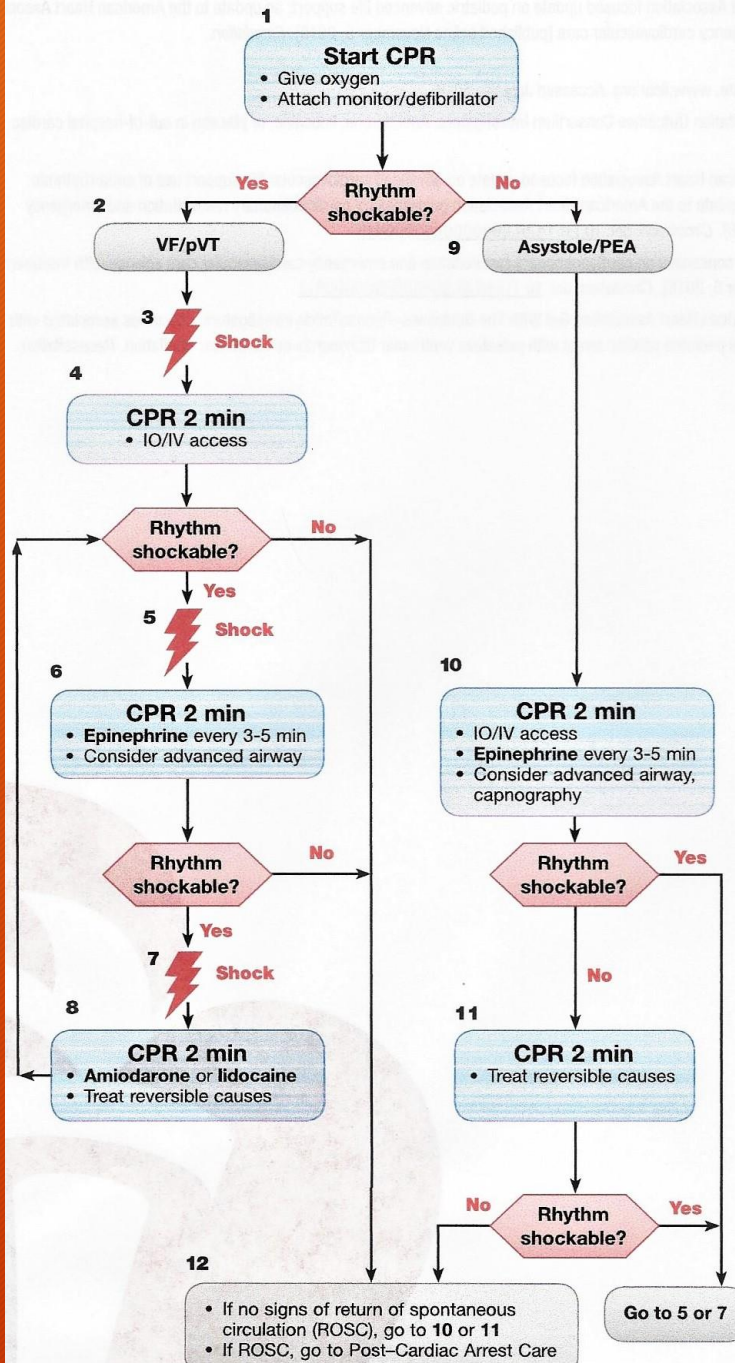 1
Start CPR
• Give oxygen
• Attach monitor/defibrillator
Yes
Rhythm
shockable?
No
2
VF/pVT
9
Asystole/PEA
3
Shock
4
CPR 2 min
• IO/IV access
Rhythm
shockable?
No
Yes
5
Shock
6
CPR 2 min
• Epinephrine every 3-5 min
• Consider advanced airway
Rhythm
shockable?
No
Yes
7
Shock
8
CPR 2 min
• Amiodarone or lidocaine
• Treat reversible causes
10
CPR 2 min
• IO/IV access
• Epinephrine every 3-5 min
• Consider advanced airway,
capnography
Rhythm
shockable?
Yes
No
11
CPR 2 min
• Treat reversible causes
No
Rhythm
shockable?
Yes
12
• If no signs of return of spontaneous
circulation (ROSC), go to 10 or 11
• If ROSC, go to Post–Cardiac Arrest Care
Go to 5 or 7